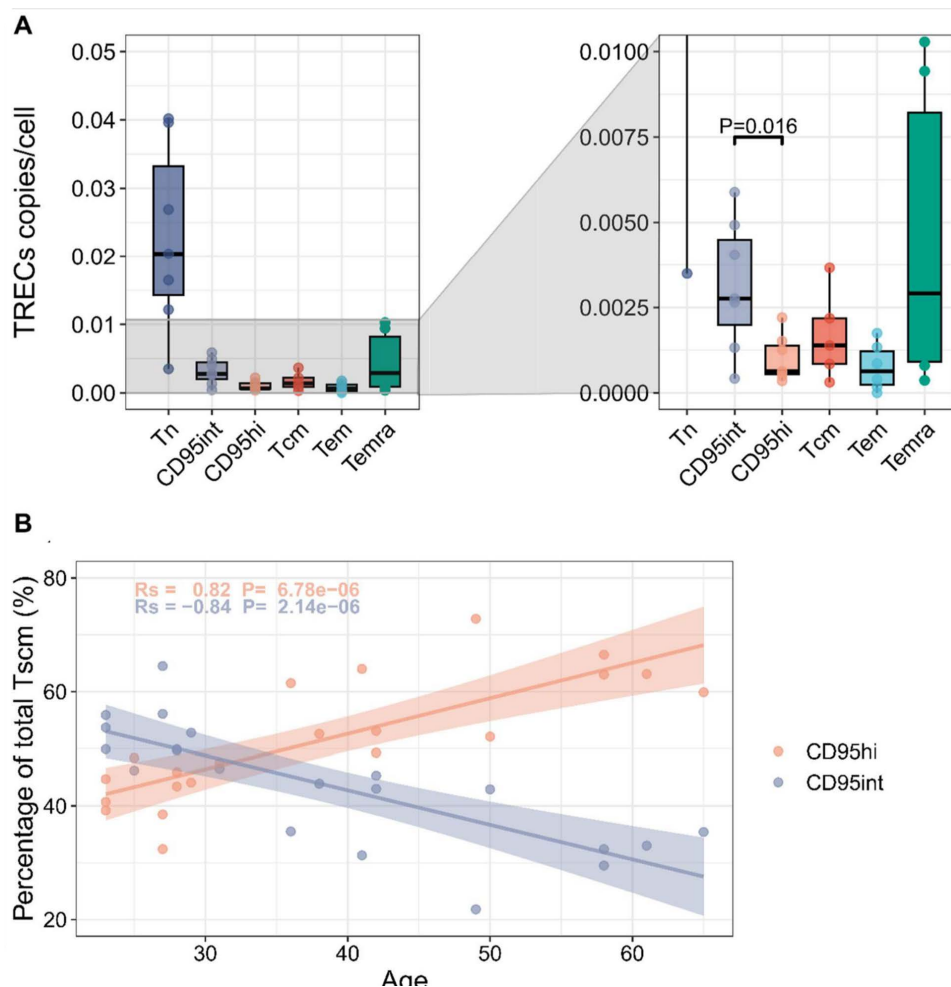 A
TRECs copies/cell
0.05
0.04
0.03
0.02
0.01
0.00
Tn
CD95int
CD95hi
Tcm
Tem
Temra
0.0100
0.0075
0.0050
0.0025
0.0000
P=0.016
Tn
CD95int
CD95hi
Tcm
Tem
Temra
B
Percentage of total Tscm (%)
80
60
40
20
Rs = 0.82 P= 6.78e−06
Rs = −0.84 P= 2.14e−06
30
40
50
60
Age
CD95hi
CD95int